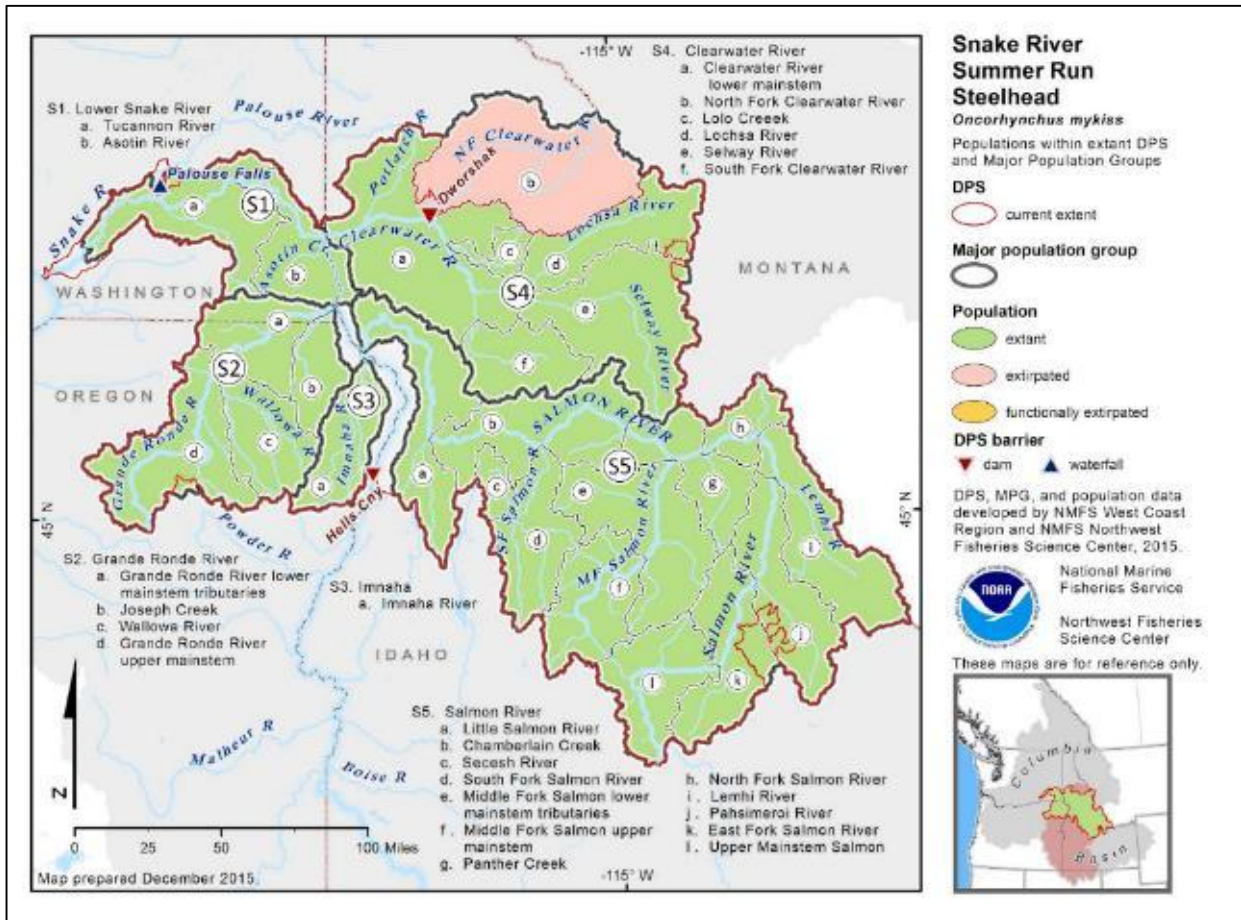 -115° W
S4. Clearwater River
a. Clearwater River
lower mainstem
b. North Fork Clearwater River
c. Lolo Creeek
d. Lochsa River
e. Selway River
f. South Fork Clearwater River
S1. Lower Snake River
a. Tucannon River
b. Asotin River
Palouse River
Palouse Falls
Snake R
Potlatch R
NF Clearwater R
Dworshak
Lochsa River
Asotin Cr
Clearwater R
Selway River
a
S1
b
b
a
c
d
S4
e
f
WASHINGTON
MONTANA
OREGON
IDAHO
S2
a
b
c
d
Wallowa R
Grande Ronde R
S3
a
Imnaha R
Hells Cny
Powder R
SALMON RIVER
SF Salmon R
MF Salmon River
Salmon River
Lemhi R
S5
a
b
c
d
e
f
g
h
i
j
k
l
45° N
45° N
S2. Grande Ronde River
a. Grande Ronde River lower
mainstem tributaries
b. Joseph Creek
c. Wallowa River
d. Grande Ronde River
upper mainstem
S3. Imnaha
a. Imnaha River
Malheur R
Boise R
S5. Salmon River
a. Little Salmon River
b. Chamberlain Creek
c. Secesh River
d. South Fork Salmon River
e. Middle Fork Salmon lower
mainstem tributaries
f. Middle Fork Salmon upper
mainstem
g. Panther Creek
h. North Fork Salmon River
i. Lemhi River
j. Pahsimeroi River
k. East Fork Salmon River
l. Upper Mainstem Salmon
N
0 25 50 100 Miles
Map prepared December 2015.
-115° W
Snake River
Summer Run
Steelhead
Oncorhynchus mykiss
Populations within extant DPS
and Major Population Groups
DPS
current extent
Major population group
Population
extant
extirpated
functionally extirpated
DPS barrier
dam
waterfall
DPS, MPG, and population data
developed by NMFS West Coast
Region and NMFS Northwest
Fisheries Science Center, 2015.
NOAA
National Marine
Fisheries Service
Northwest Fisheries
Science Center
These maps are for reference only.
Columbia
Basin